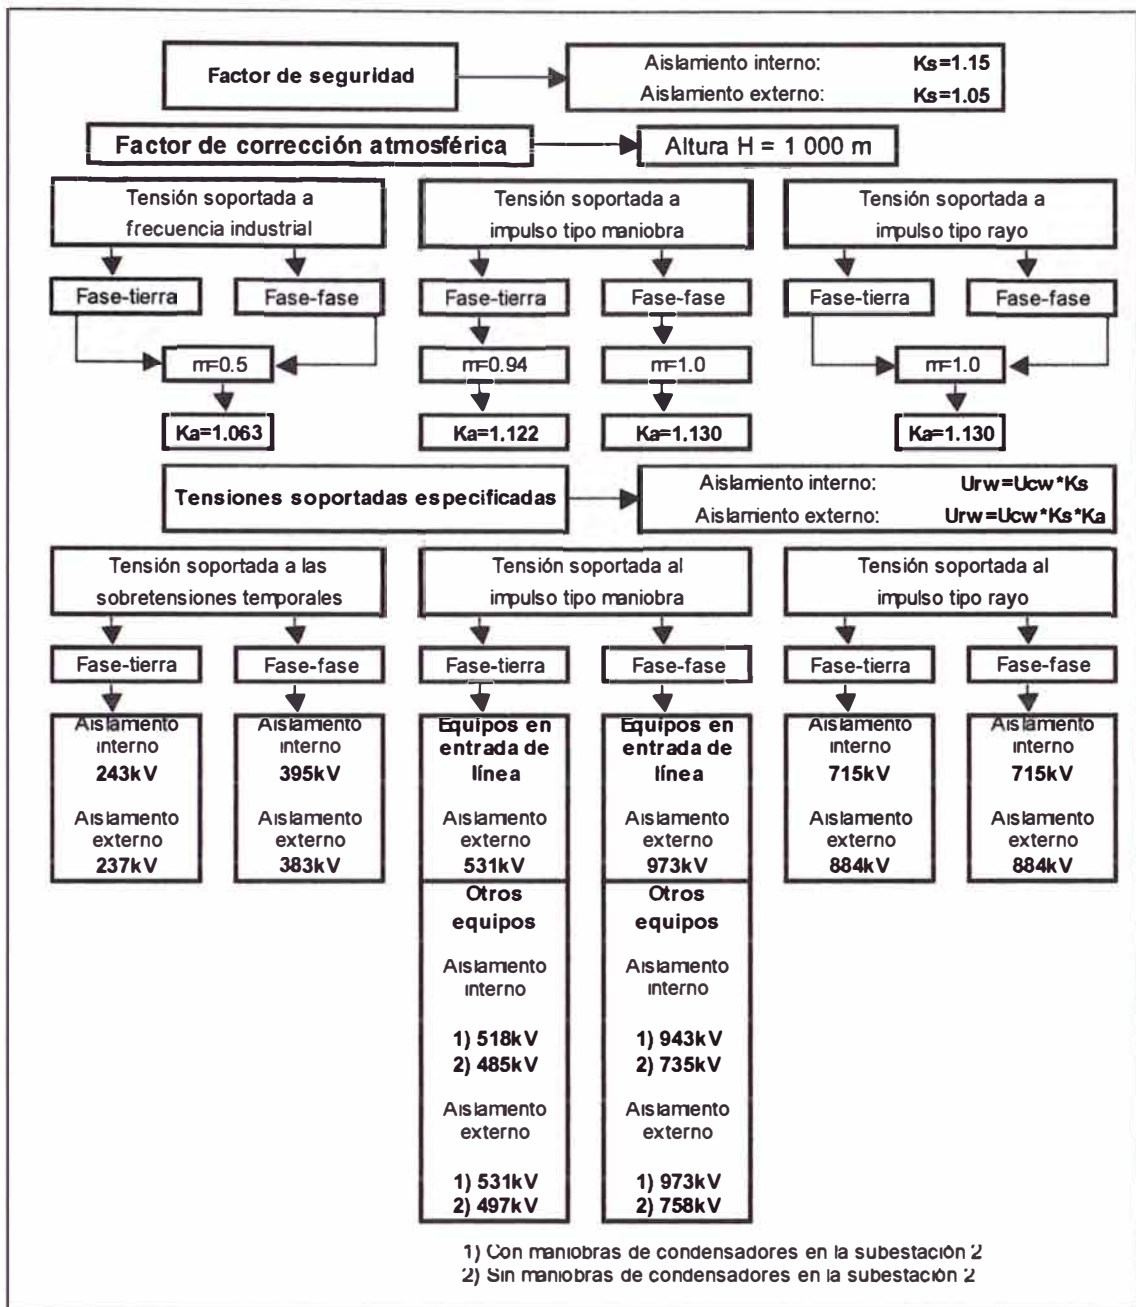 Factor de seguridad
Aislamiento interno: Ks=1.15
Aislamiento externo: Ks=1.05
Factor de corrección atmosférica
Altura H = 1 000 m
Tensión soportada a
frecuencia industrial
Tensión soportada a
impulso tipo maniobra
Tensión soportada a
impulso tipo rayo
Fase-tierra
Fase-fase
Fase-tierra
Fase-fase
Fase-tierra
Fase-fase
m=0.5
m=0.94
m=1.0
m=1.0
Ka=1.063
Ka=1.122
Ka=1.130
Ka=1.130
Tensiones soportadas especificadas
Aislamiento interno: Urw=Ucw*Ks
Aislamiento externo: Urw=Ucw*Ks*Ka
Tensión soportada a las
sobretensiones temporales
Tensión soportada al
impulso tipo maniobra
Tensión soportada al
impulso tipo rayo
Fase-tierra
Fase-fase
Fase-tierra
Fase-fase
Fase-tierra
Fase-fase
Aislamiento
interno
243kV
Aislamiento
externo
237kV
Aislamiento
interno
395kV
Aislamiento
externo
383kV
Equipos en
entrada de
línea
Aislamiento
externo
531kV
Otros
equipos
Aislamiento
interno
1) 518kV
2) 485kV
Aislamiento
externo
1) 531kV
2) 497kV
Equipos en
entrada de
línea
Aislamiento
externo
973kV
Otros
equipos
Aislamiento
interno
1) 943kV
2) 735kV
Aislamiento
externo
1) 973kV
2) 758kV
Aislamiento
interno
715kV
Aislamiento
externo
884kV
Aislamiento
interno
715kV
Aislamiento
externo
884kV
1) Con maniobras de condensadores en la subestación 2
2) Sin maniobras de condensadores en la subestación 2